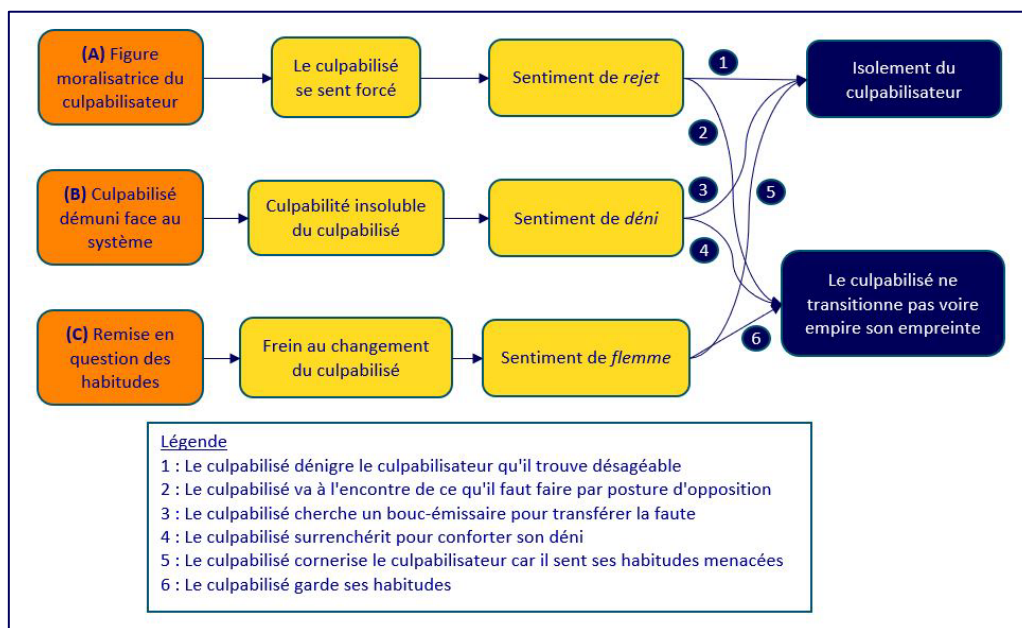 (A) Figure
moralisatrice du
culpabilisateur
Le culpabilisé
se sent forcé
Sentiment de rejet
1
Isolement du
culpabilisateur
2
(B) Culpabilisé
démuni face au
système
Culpabilité insoluble
du culpabilisé
Sentiment de déni
3
5
4
Le culpabilisé ne
transitionne pas voire
empire son empreinte
(C) Remise en
question des
habitudes
Frein au changement
du culpabilisé
Sentiment de flemme
6
Légende
1 : Le culpabilisé dénigre le culpabilisateur qu'il trouve désagéable
2 : Le culpabilisé va à l'encontre de ce qu'il faut faire par posture d'opposition
3 : Le culpabilisé cherche un bouc-émissaire pour transférer la faute
4 : Le culpabilisé surrenchérit pour conforter son déni
5 : Le culpabilisé cornerise le culpabilisateur car il sent ses habitudes menacées
6 : Le culpabilisé garde ses habitudes